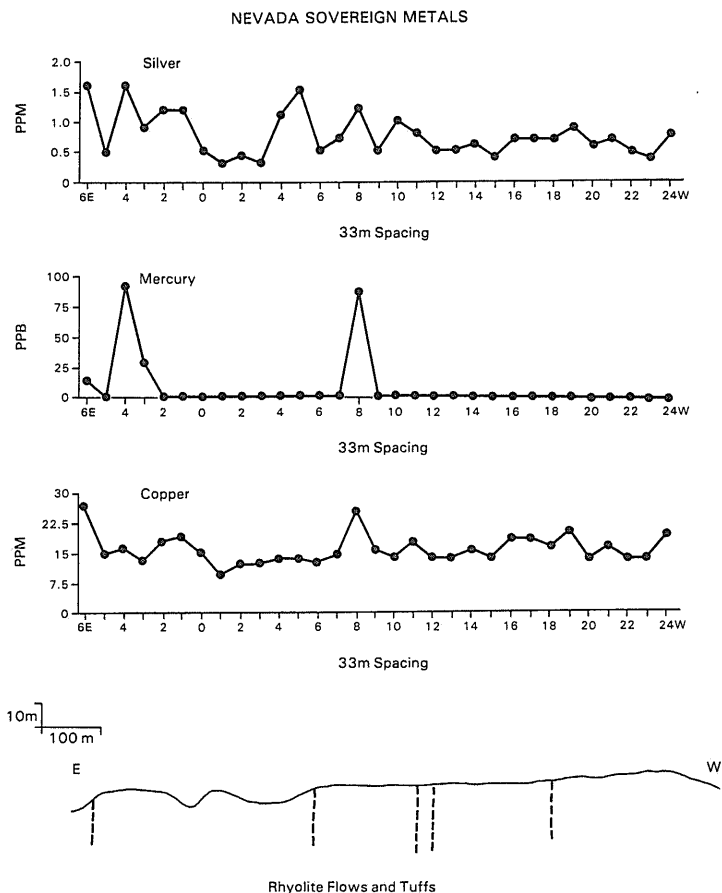 NEVADA SOVEREIGN METALS
Silver
PPM
2.0
1.5
1.0
0.5
0
6E 4 2 0 2 4 6 8 10 12 14 16 18 20 22 24W
33m Spacing
Mercury
PPB
100
75
50
25
0
6E 4 2 0 2 4 6 8 10 12 14 16 18 20 22 24W
33m Spacing
Copper
PPM
30
22.5
15
7.5
0
6E 4 2 0 2 4 6 8 10 12 14 16 18 20 22 24W
33m Spacing
10m
100 m
E W
Rhyolite Flows and Tuffs